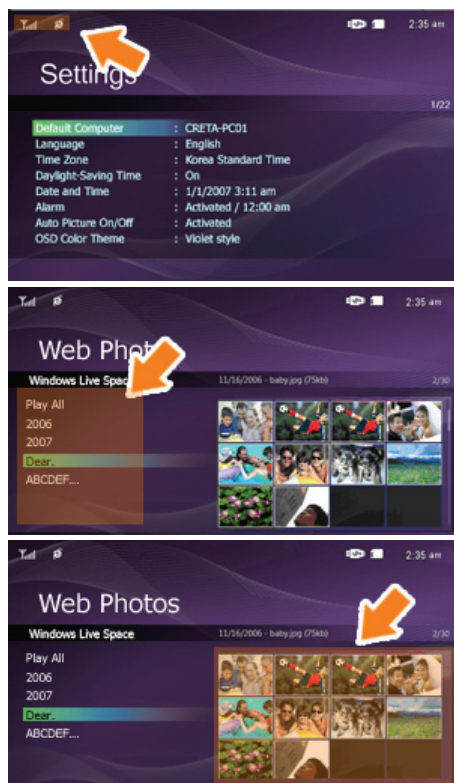 2:35 am
Settings
1/22
Default Computer : CRETA-PC01
Language : English
Time Zone : Korea Standard Time
Daylight-Saving Time : On
Date and Time : 1/1/2007 3:11 am
Alarm : Activated / 12:00 am
Auto Picture On/Off : Activated
OSD Color Theme : Violet style
2:35 am
Web Phot
Windows Live Spac 11/16/2006 - baby.jpg (75kb) 2/30
Play All
2006
2007
Dear.
ABCDEF...
2:35 am
Web Photos
Windows Live Space 11/16/2006 - baby.jpg (75kb) 2/30
Play All
2006
2007
Dear.
ABCDEF...